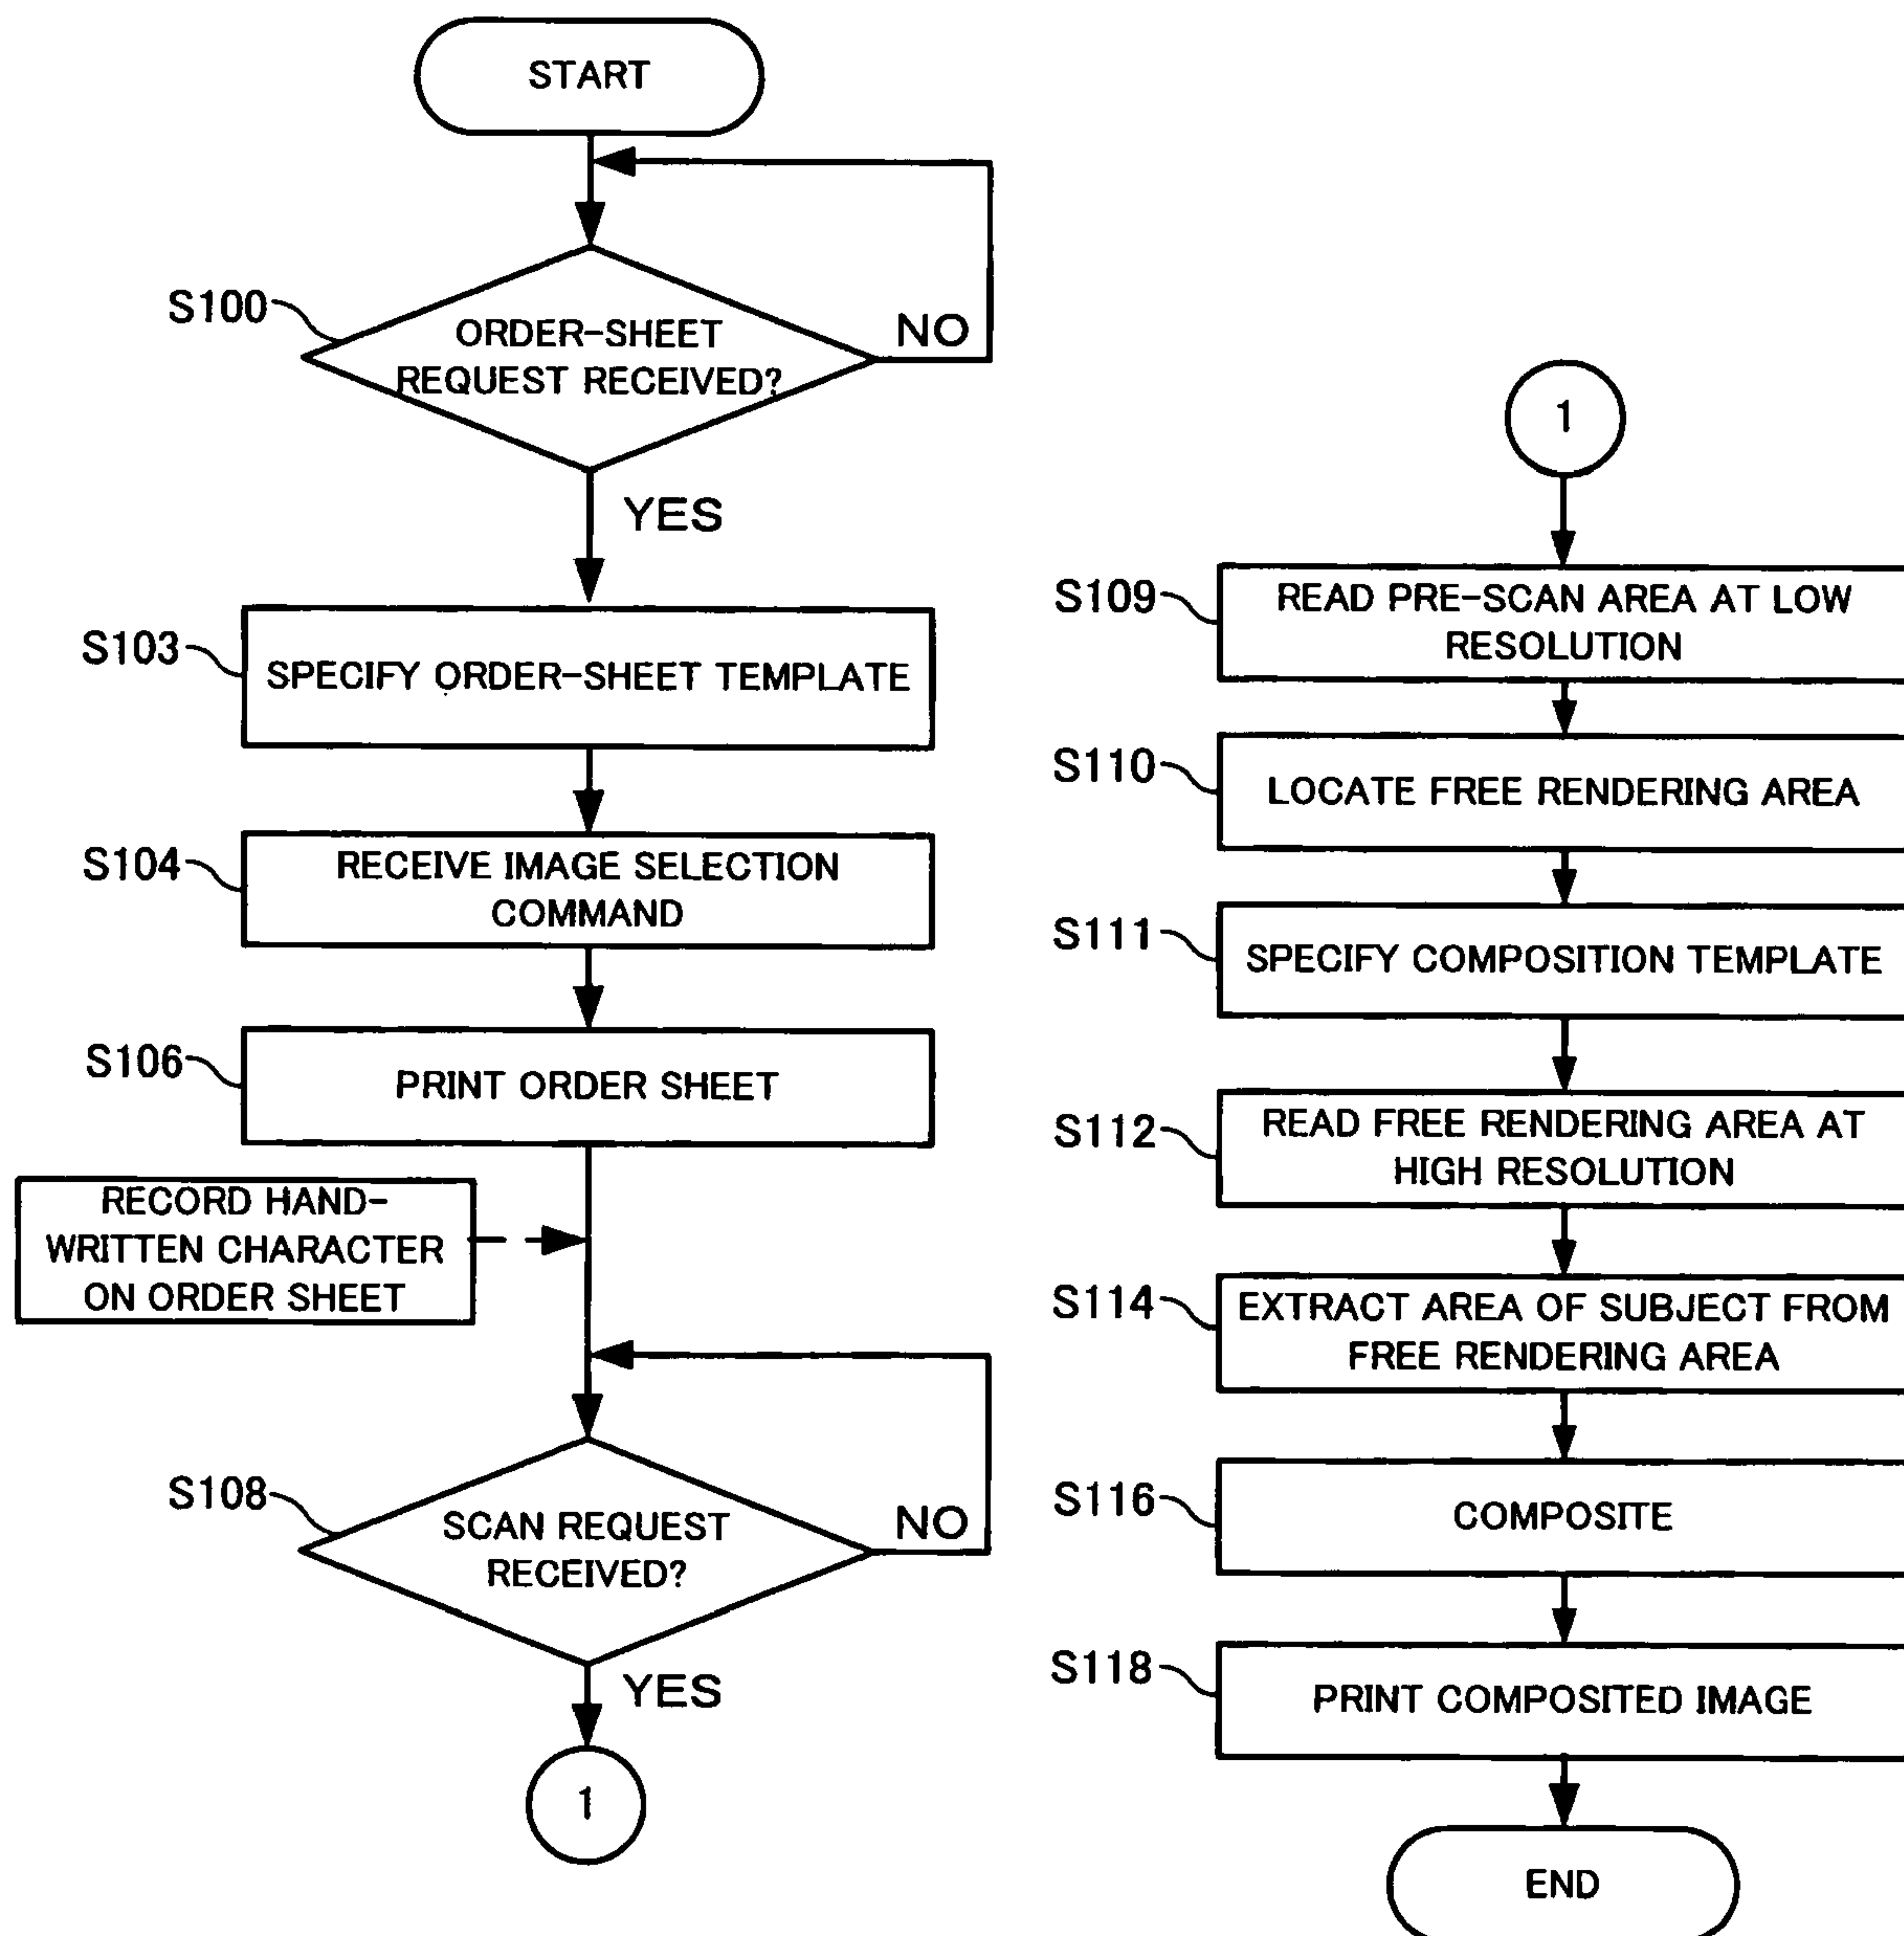 START
S100
ORDER-SHEET
REQUEST RECEIVED?
NO
YES
S103
SPECIFY ORDER-SHEET TEMPLATE
S104
RECEIVE IMAGE SELECTION
COMMAND
S106
PRINT ORDER SHEET
RECORD HAND-
WRITTEN CHARACTER
ON ORDER SHEET
S108
SCAN REQUEST
RECEIVED?
NO
YES
1
1
S109
READ PRE-SCAN AREA AT LOW
RESOLUTION
S110
LOCATE FREE RENDERING AREA
S111
SPECIFY COMPOSITION TEMPLATE
S112
READ FREE RENDERING AREA AT
HIGH RESOLUTION
S114
EXTRACT AREA OF SUBJECT FROM
FREE RENDERING AREA
S116
COMPOSITE
S118
PRINT COMPOSITED IMAGE
END